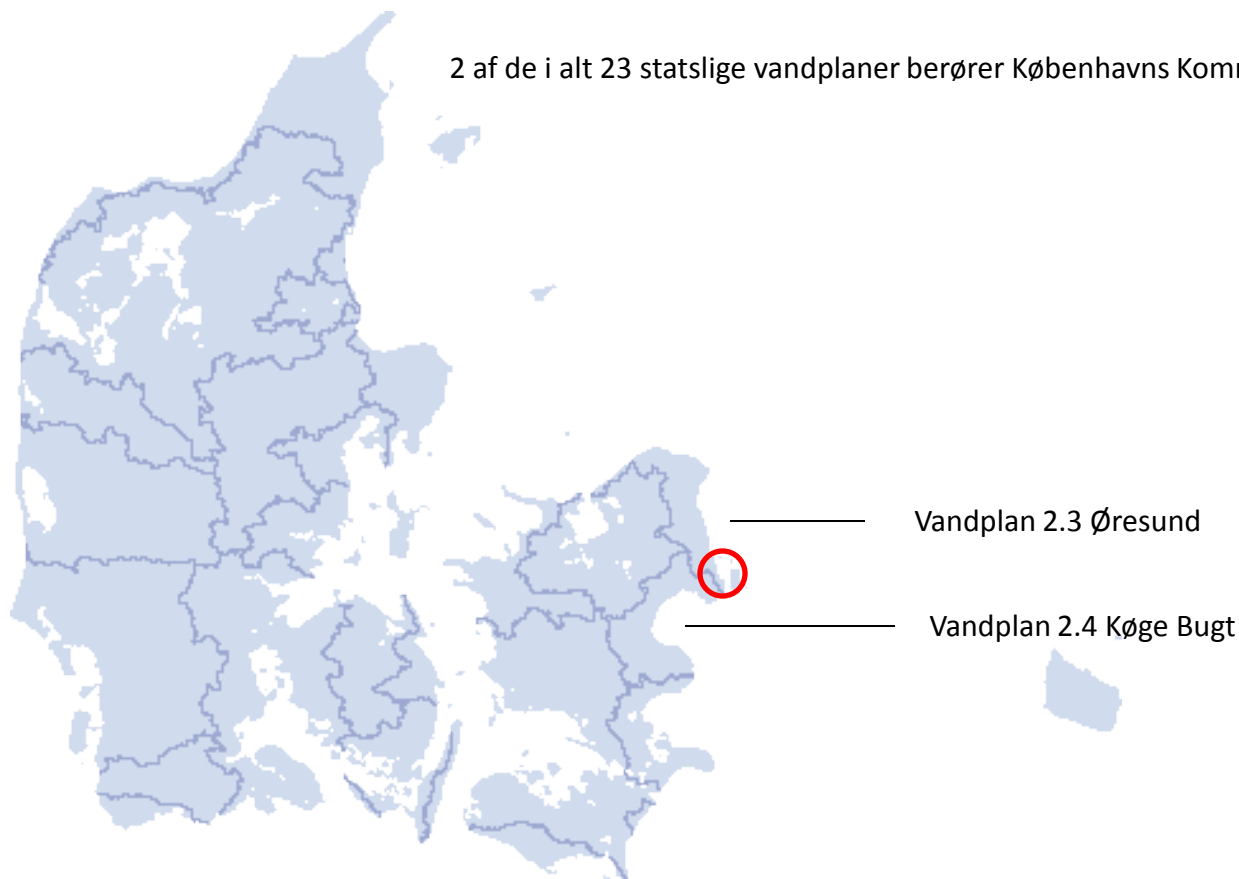 2 af de i alt 23 statslige vandplaner berører Københavns
Vandplan 2.3 Øresund
Vandplan 2.4 Køge Bugt